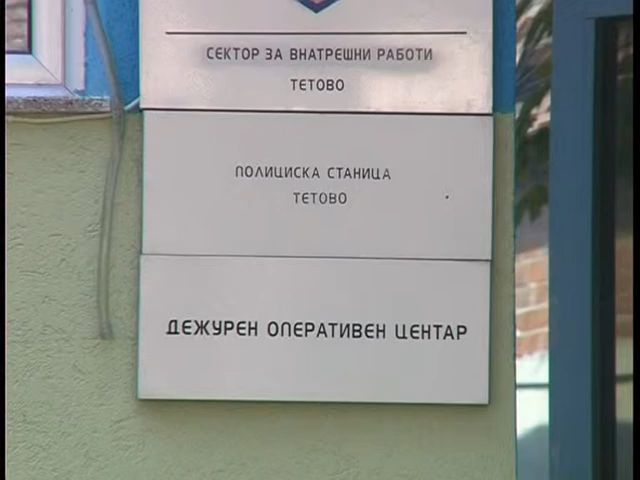 СЕКТОР ЗА ВНАТРЕШНИ РАБОТИ
ТЕТОВО
ПОЛИЦИСКА СТАНИЦА
ТЕТОВО
ДЕЖУРЕН ОПЕРАТИВЕН ЦЕНТАР